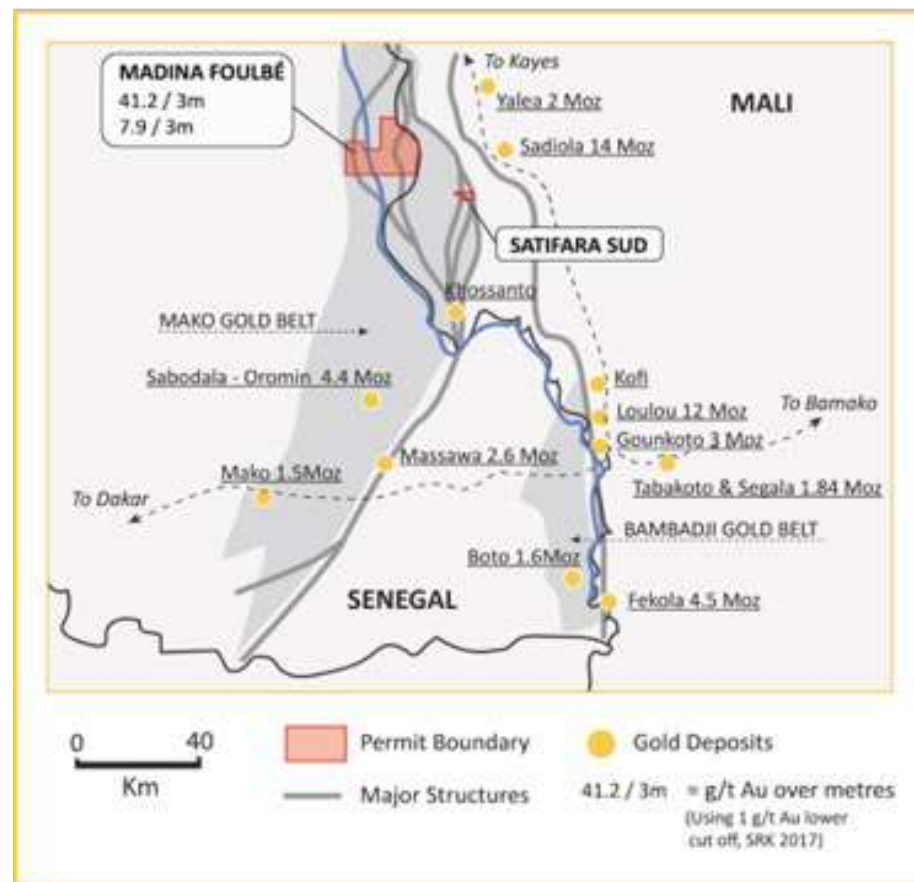 MADINA FOULBÉ
41.2 / 3m
7.9 / 3m
To Kayes
Yalea 2 Moz
MALI
Sadiola 14 Moz
SATIFARA SUD
Khossanto
MAKO GOLD BELT
Sabodala - Oromin 4.4 Moz
Kofi
Loulou 12 Moz
To Bamako
Gounkoto 3 Moz
Massawa 2.6 Moz
Mako 1.5Moz
Tabakoto & Segala 1.84 Moz
To Dakar
BAMBADJI GOLD BELT
Boto 1.6Moz
SENEGAL
Fekola 4.5 Moz
0 40
Km
Permit Boundary
Major Structures
Gold Deposits
41.2 / 3m = g/t Au over metres
(Using 1 g/t Au lower
cut off, SRK 2017)